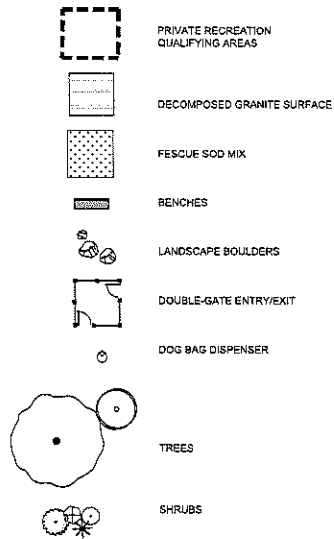 PRIVATE RECREATION
QUALIFYING AREAS
DECOMPOSED GRANITE SURFACE
FESCUE SOD MIX
BENCHES
LANDSCAPE BOULDERS
DOUBLE-GATE ENTRY/EXIT
DOG BAG DISPENSER
TREES
SHRUBS